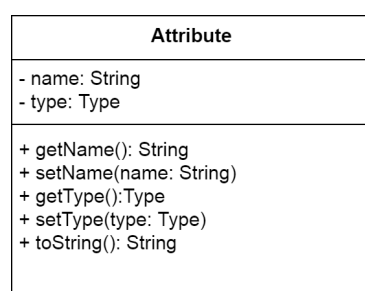 Attribute
- name: String
- type: Type
+ getName(): String
+ setName(name: String)
+ getType():Type
+ setType(type: Type)
+ toString(): String